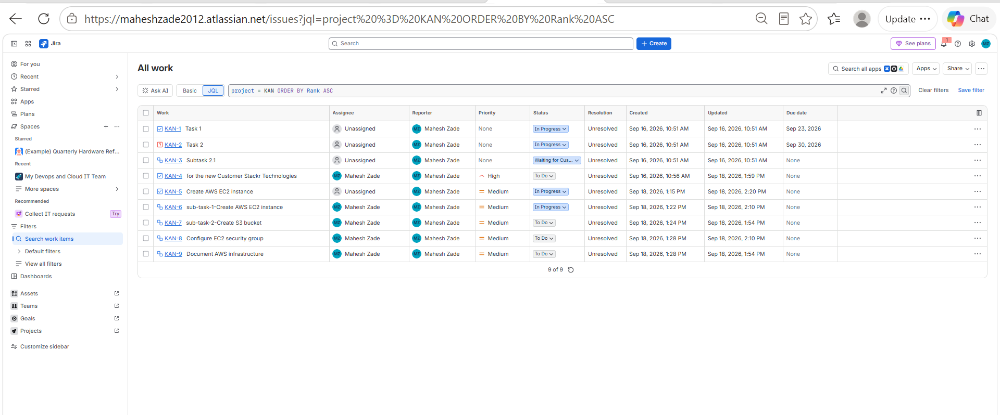 https://maheshzade2012.atlassian.net/issues?jql=project%20%3D%20KAN%20ORDER%20BY%20Rank%20ASC
Update
Chat
Jira
Search
Create
See plans
1
MZ
For you
Recent
Starred
Apps
Plans
Spaces
Starred
(Example) Quarterly Hardware Ref...
Recent
My Devops and Cloud IT Team
More spaces
Recommended
Collect IT requests Try
Filters
Search work items
Default filters
View all filters
Dashboards
Assets
Teams
Goals
Projects
Customize sidebar
All work
Search all apps
Apps
Share
Ask AI
Basic
JQL
project = KAN ORDER BY Rank ASC
Clear filters
Save filter
Work Assignee Reporter Priority Status Resolution Created Updated Due date
KAN-1 Task 1 Unassigned MZ Mahesh Zade None In Progress Unresolved Sep 16, 2026, 10:51 AM Sep 16, 2026, 10:51 AM Sep 23, 2026
KAN-2 Task 2 Unassigned MZ Mahesh Zade None In Progress Unresolved Sep 16, 2026, 10:51 AM Sep 16, 2026, 10:51 AM Sep 30, 2026
KAN-3 Subtask 2.1 Unassigned MZ Mahesh Zade None Waiting for Cus... Unresolved Sep 16, 2026, 10:51 AM Sep 16, 2026, 10:51 AM None
KAN-4 for the new Customer Stackr Technologies MZ Mahesh Zade MZ Mahesh Zade High To Do Unresolved Sep 16, 2026, 10:56 AM Sep 18, 2026, 1:59 PM None
KAN-5 Create AWS EC2 instance Unassigned MZ Mahesh Zade Medium In Progress Unresolved Sep 18, 2026, 1:15 PM Sep 18, 2026, 2:20 PM None
KAN-6 sub-task-1-Create AWS EC2 instance MZ Mahesh Zade MZ Mahesh Zade Medium In Progress Unresolved Sep 18, 2026, 1:22 PM Sep 18, 2026, 2:10 PM None
KAN-7 sub-task-2-Create S3 bucket MZ Mahesh Zade MZ Mahesh Zade Medium To Do Unresolved Sep 18, 2026, 1:24 PM Sep 18, 2026, 1:54 PM None
KAN-8 Configure EC2 security group MZ Mahesh Zade MZ Mahesh Zade Medium To Do Unresolved Sep 18, 2026, 1:28 PM Sep 18, 2026, 2:10 PM None
KAN-9 Document AWS infrastructure MZ Mahesh Zade MZ Mahesh Zade Medium To Do Unresolved Sep 18, 2026, 1:28 PM Sep 18, 2026, 1:54 PM None
9 of 9